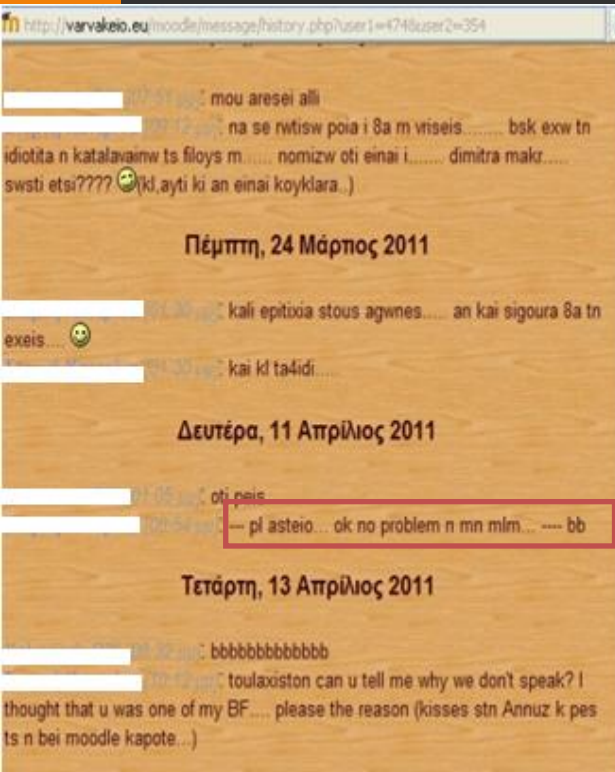 http://varvakeio.eu/moodle/message/history.php?user1=474&user2=354
: mou aresei alli
: na se rwtisw poia i 8a m vriseis........ bsk exw tn
idiotita n katalavainw ts filoys m...... nomizw oti einai i....... dimitra makr......
swsti etsi???? (kl,ayti ki an einai koyklara..)
Πέμπτη, 24 Μάρτιος 2011
: kali epitixia stous agwnes..... an kai sigoura 8a tn
exeis....
: kai kl ta4idi.....
Δευτέρα, 11 Απρίλιος 2011
: oti peis
: --- pl asteio... ok no problem n mn mlm... ---- bb
Τετάρτη, 13 Απρίλιος 2011
: bbbbbbbbbbbbb
: toulaxiston can u tell me why we don't speak? I
thought that u was one of my BF.... please the reason (kisses stn Annuz k pes
ts n bei moodle kapote...)